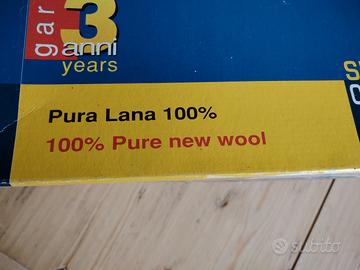 gar
3
anni
years
Pura Lana 100%
100% Pure new wool
subito